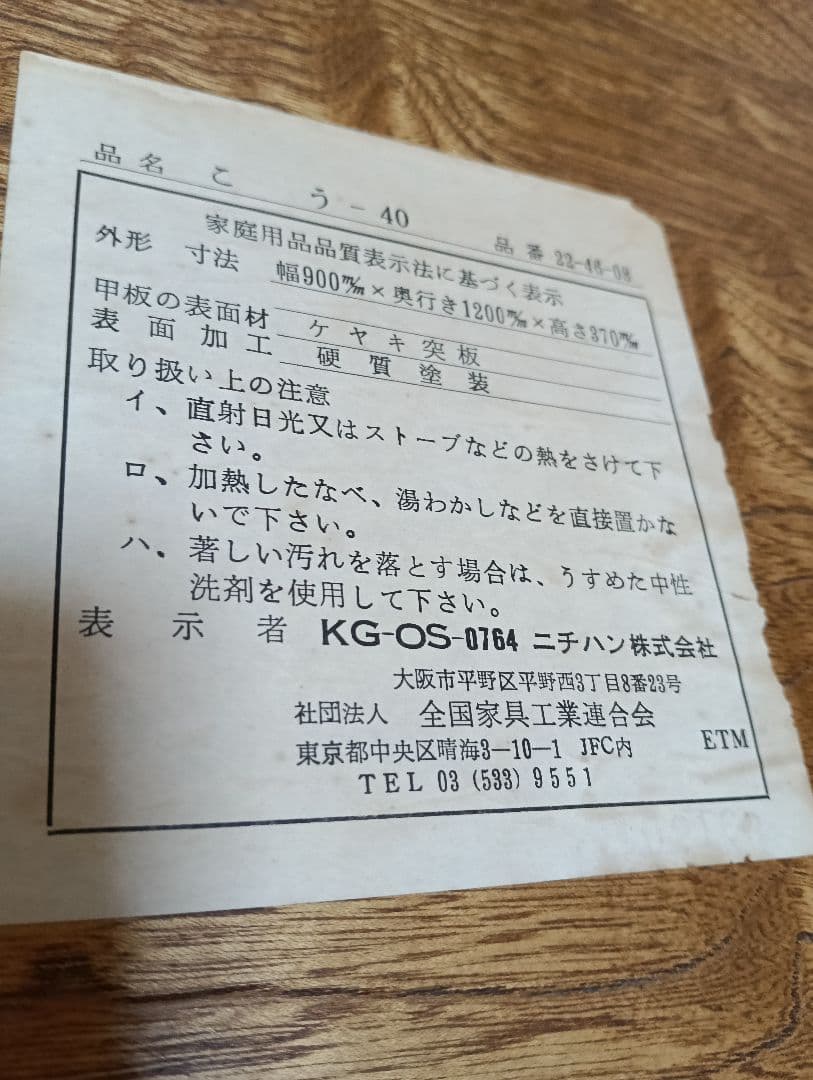 品名 こう-40 品番 22-46-08
家庭用品品質表示法に基づく表示
外形寸法 幅900m/m×奥行き1200m/m×高さ370m/m
甲板の表面材 ケヤキ突板
表面加工 硬質塗装
取り扱い上の注意
イ、直射日光又はストーブなどの熱をさけて下
さい。
ロ、加熱したなべ、湯わかしなどを直接置かな
いで下さい。
ハ、著しい汚れを落とす場合は、うすめた中性
洗剤を使用して下さい。
表示者 KG-OS-0764 ニチハン株式会社
大阪市平野区平野西3丁目8番23号
社団法人 全国家具工業連合会
東京都中央区晴海3-10-1 JFC内 ETM
TEL 03 (533) 9551